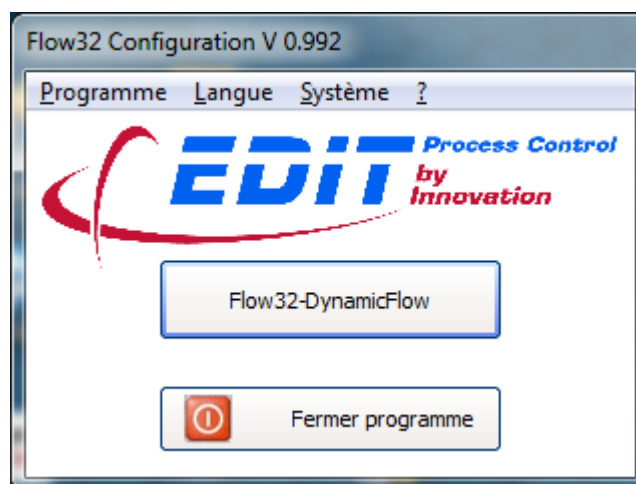 Flow32 Configuration V 0.992
Programme Langue Système ?
EDIT Process Control
by
Innovation
Flow32-DynamicFlow
Fermer programme